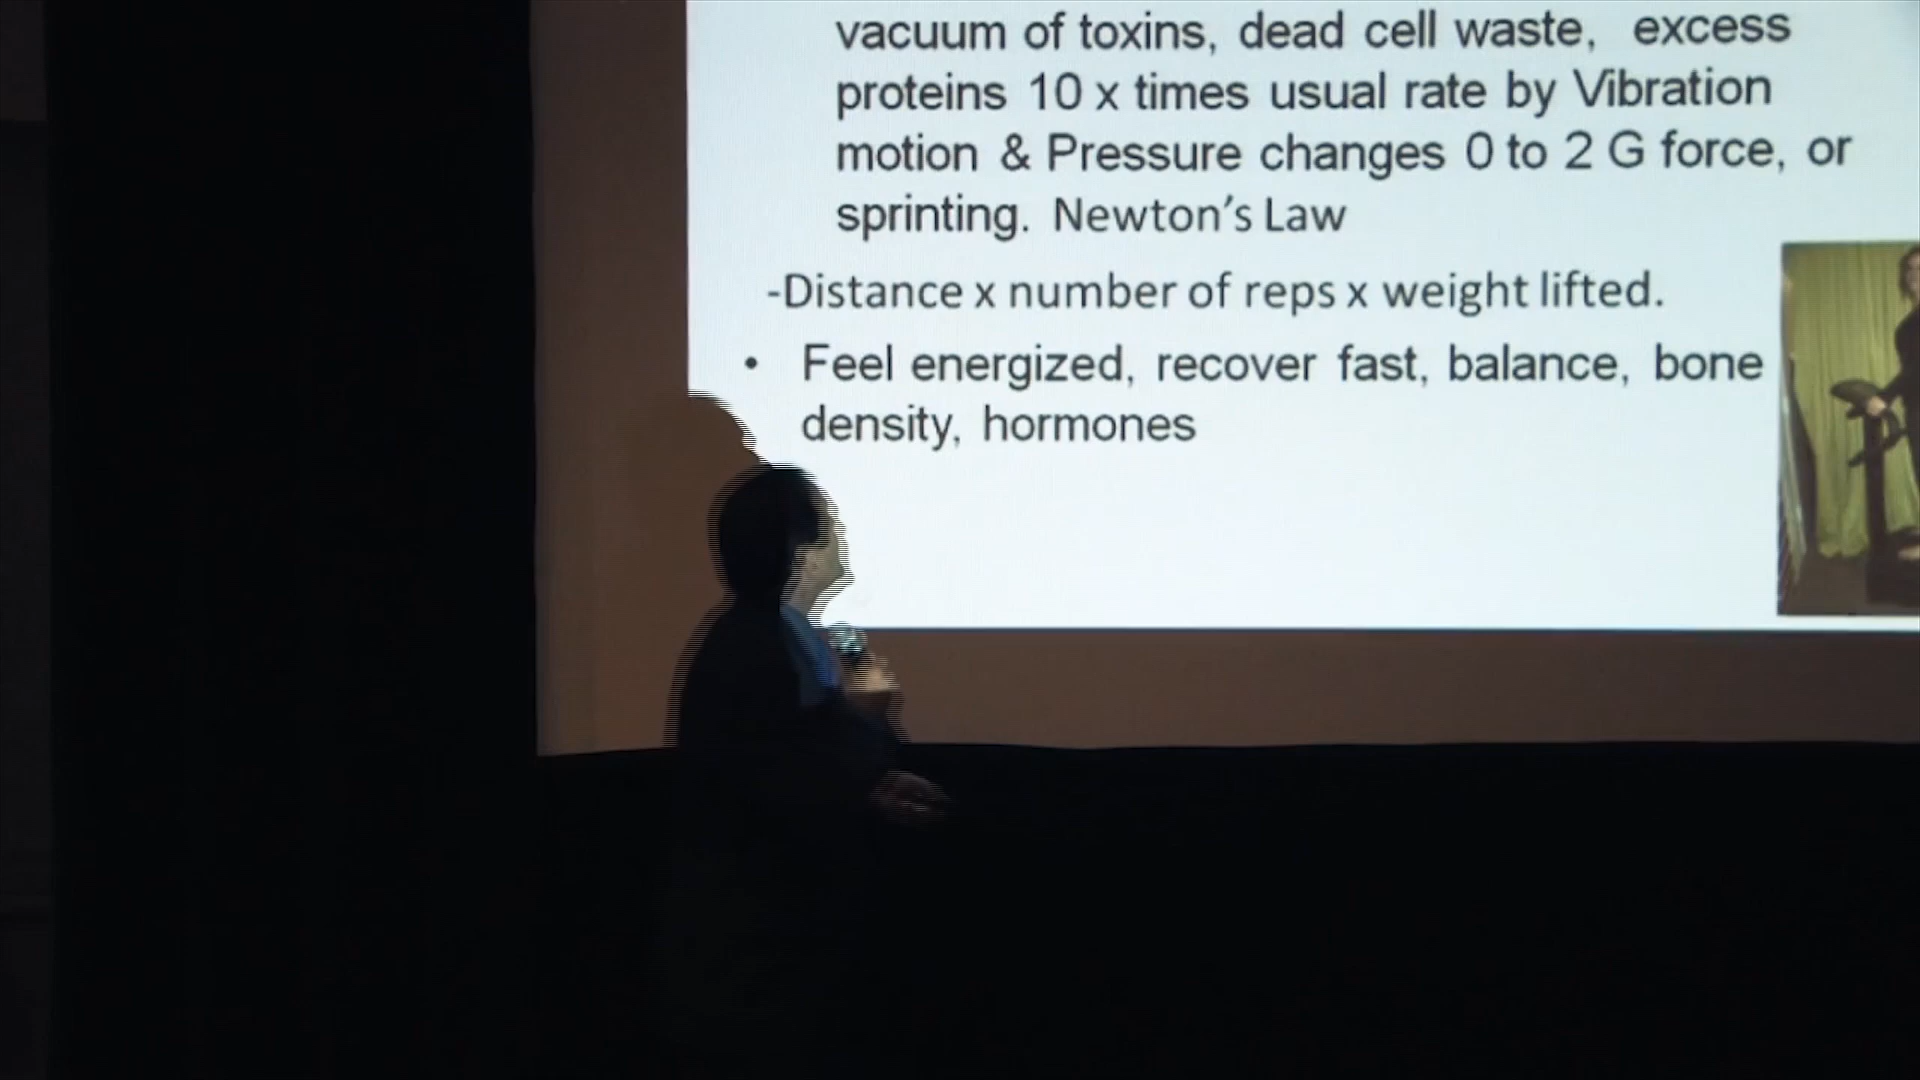 vacuum of toxins, dead cell waste, excess
proteins 10 x times usual rate by Vibration
motion & Pressure changes 0 to 2 G force, or
sprinting. Newton's Law
-Distance x number of reps x weight lifted.
• Feel energized, recover fast, balance, bone
density, hormones